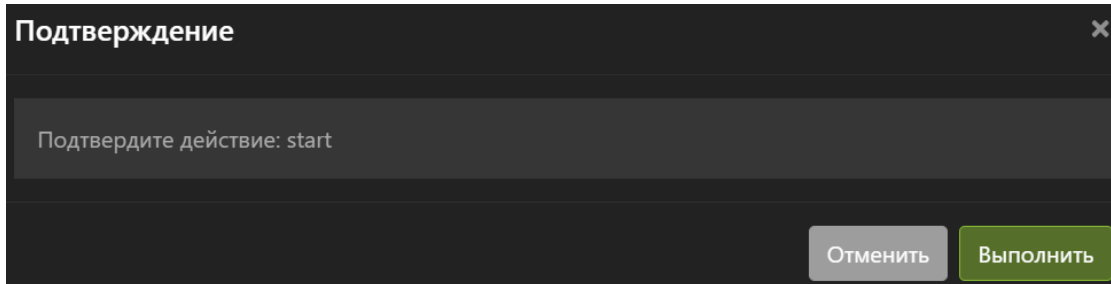 Подтверждение
Подтвердите действие: start
Отменить Выполнить